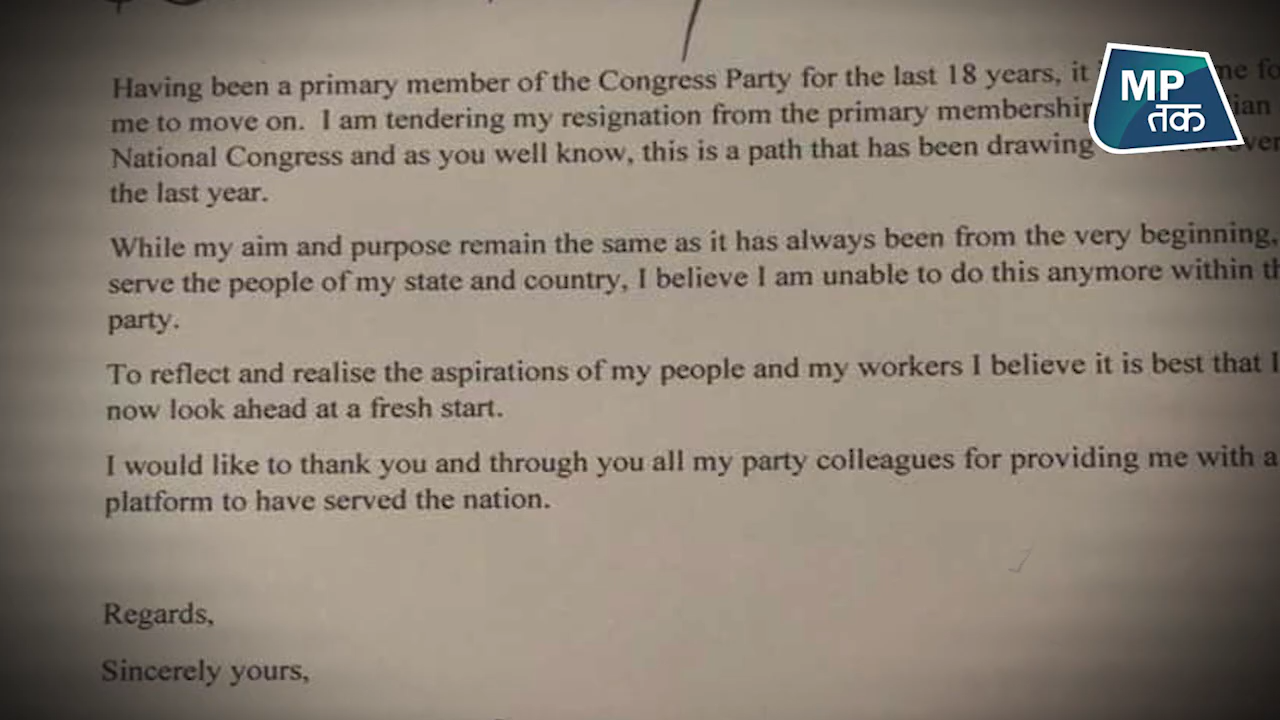 MP
तक
Having been a primary member of the Congress Party for the last 18 years, it
me to move on. I am tendering my resignation from the primary membership
National Congress and as you well know, this is a path that has been drawing over
the last year.
While my aim and purpose remain the same as it has always been from the very beginning,
serve the people of my state and country, I believe I am unable to do this anymore within
party.
To reflect and realise the aspirations of my people and my workers I believe it is best that I
now look ahead at a fresh start.
I would like to thank you and through you all my party colleagues for providing me with a
platform to have served the nation.
Regards,
Sincerely yours,